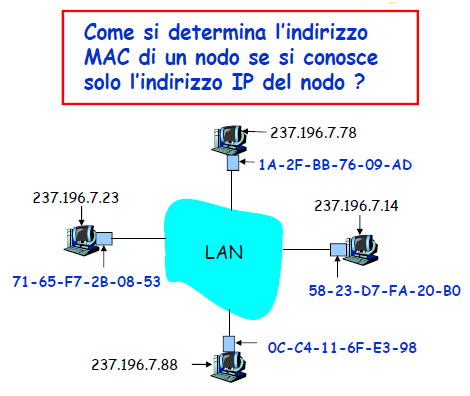 Come si determina l'indirizzo
MAC di un nodo se si conosce
solo l'indirizzo IP del nodo ?
237.196.7.78
1A-2F-BB-76-09-AD
237.196.7.23
237.196.7.14
LAN
71-65-F7-2B-08-53
58-23-D7-FA-20-B0
0C-C4-11-6F-E3-98
237.196.7.88